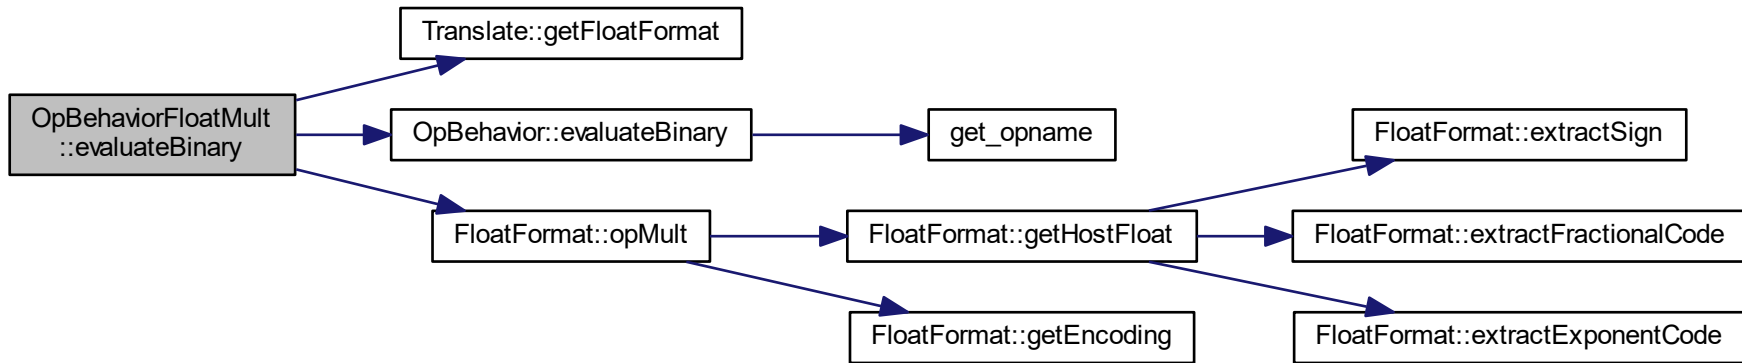 Translate::getFloatFormat
OpBehaviorFloatMult
::evaluateBinary
OpBehavior::evaluateBinary
get_opname
FloatFormat::extractSign
FloatFormat::opMult
FloatFormat::getHostFloat
FloatFormat::extractFractionalCode
FloatFormat::getEncoding
FloatFormat::extractExponentCode